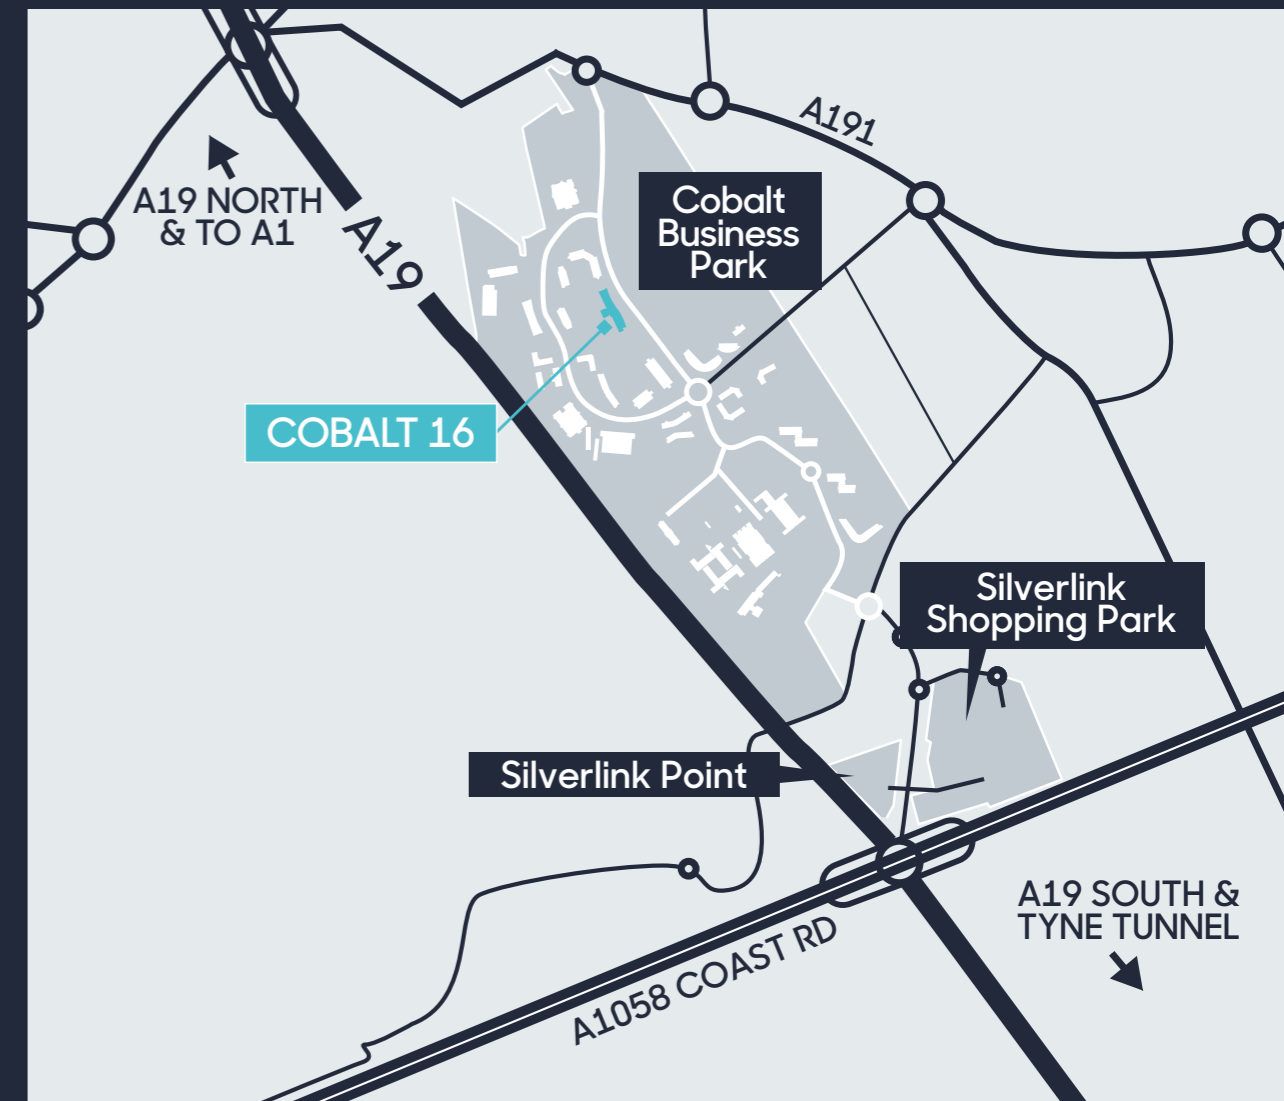 A191
A19 NORTH
& TO A1
A19
Cobalt
Business
Park
COBALT 16
Silverlink
Shopping Park
Silverlink Point
A19 SOUTH &
TYNE TUNNEL
A1058 COAST RD